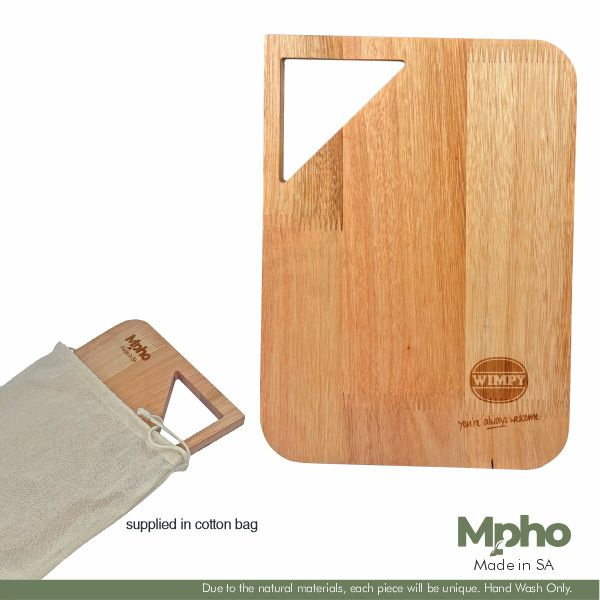 WIMPY
you're always welcome
Mpho
Made in SA
supplied in cotton bag
Mpho
Made in SA
Due to the natural materials, each piece will be unique. Hand Wash Only.